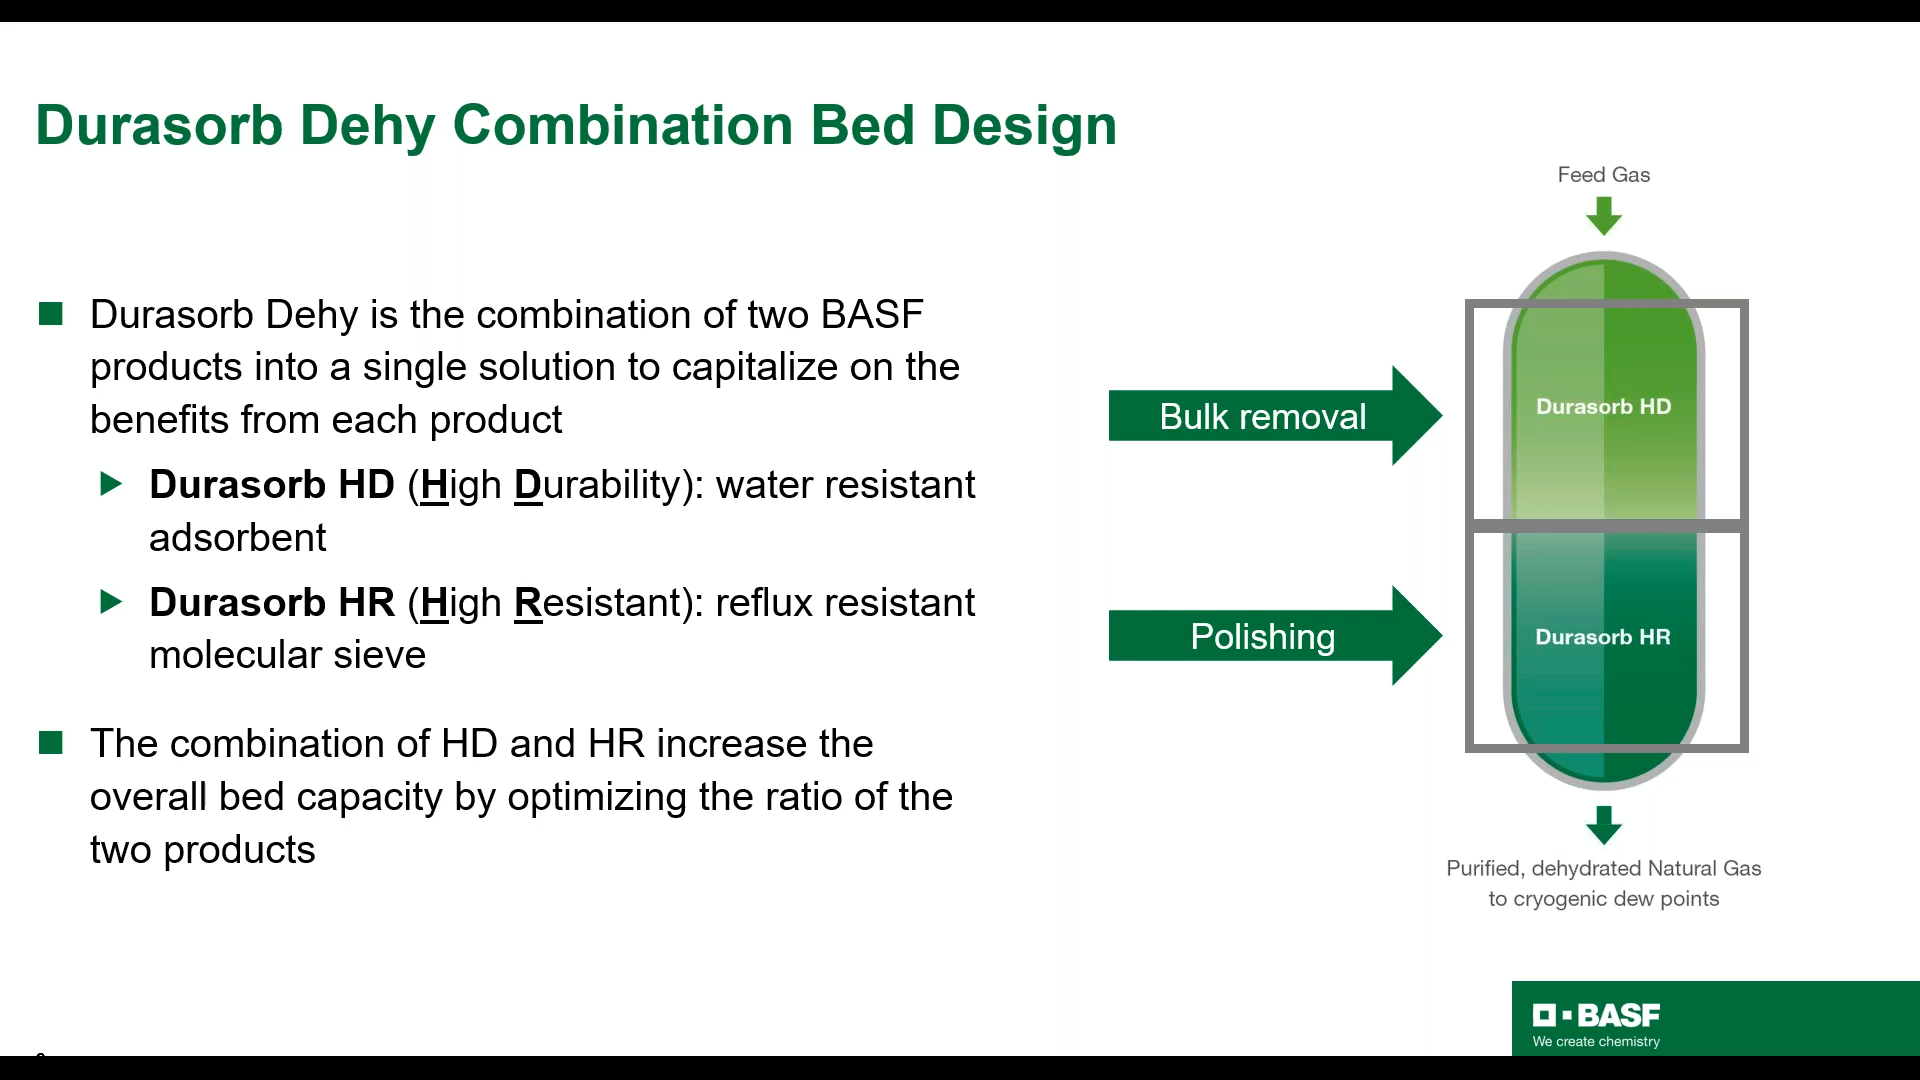 Durasorb Dehy Combination Bed Design
Durasorb Dehy is the combination of two BASF
products into a single solution to capitalize on the
benefits from each product
Durasorb HD (High Durability): water resistant
adsorbent
Durasorb HR (High Resistant): reflux resistant
molecular sieve
The combination of HD and HR increase the
overall bed capacity by optimizing the ratio of the
two products
Bulk removal
Polishing
Feed Gas
Durasorb HD
Durasorb HR
Purified, dehydrated Natural Gas
to cryogenic dew points
BASF
We create chemistry